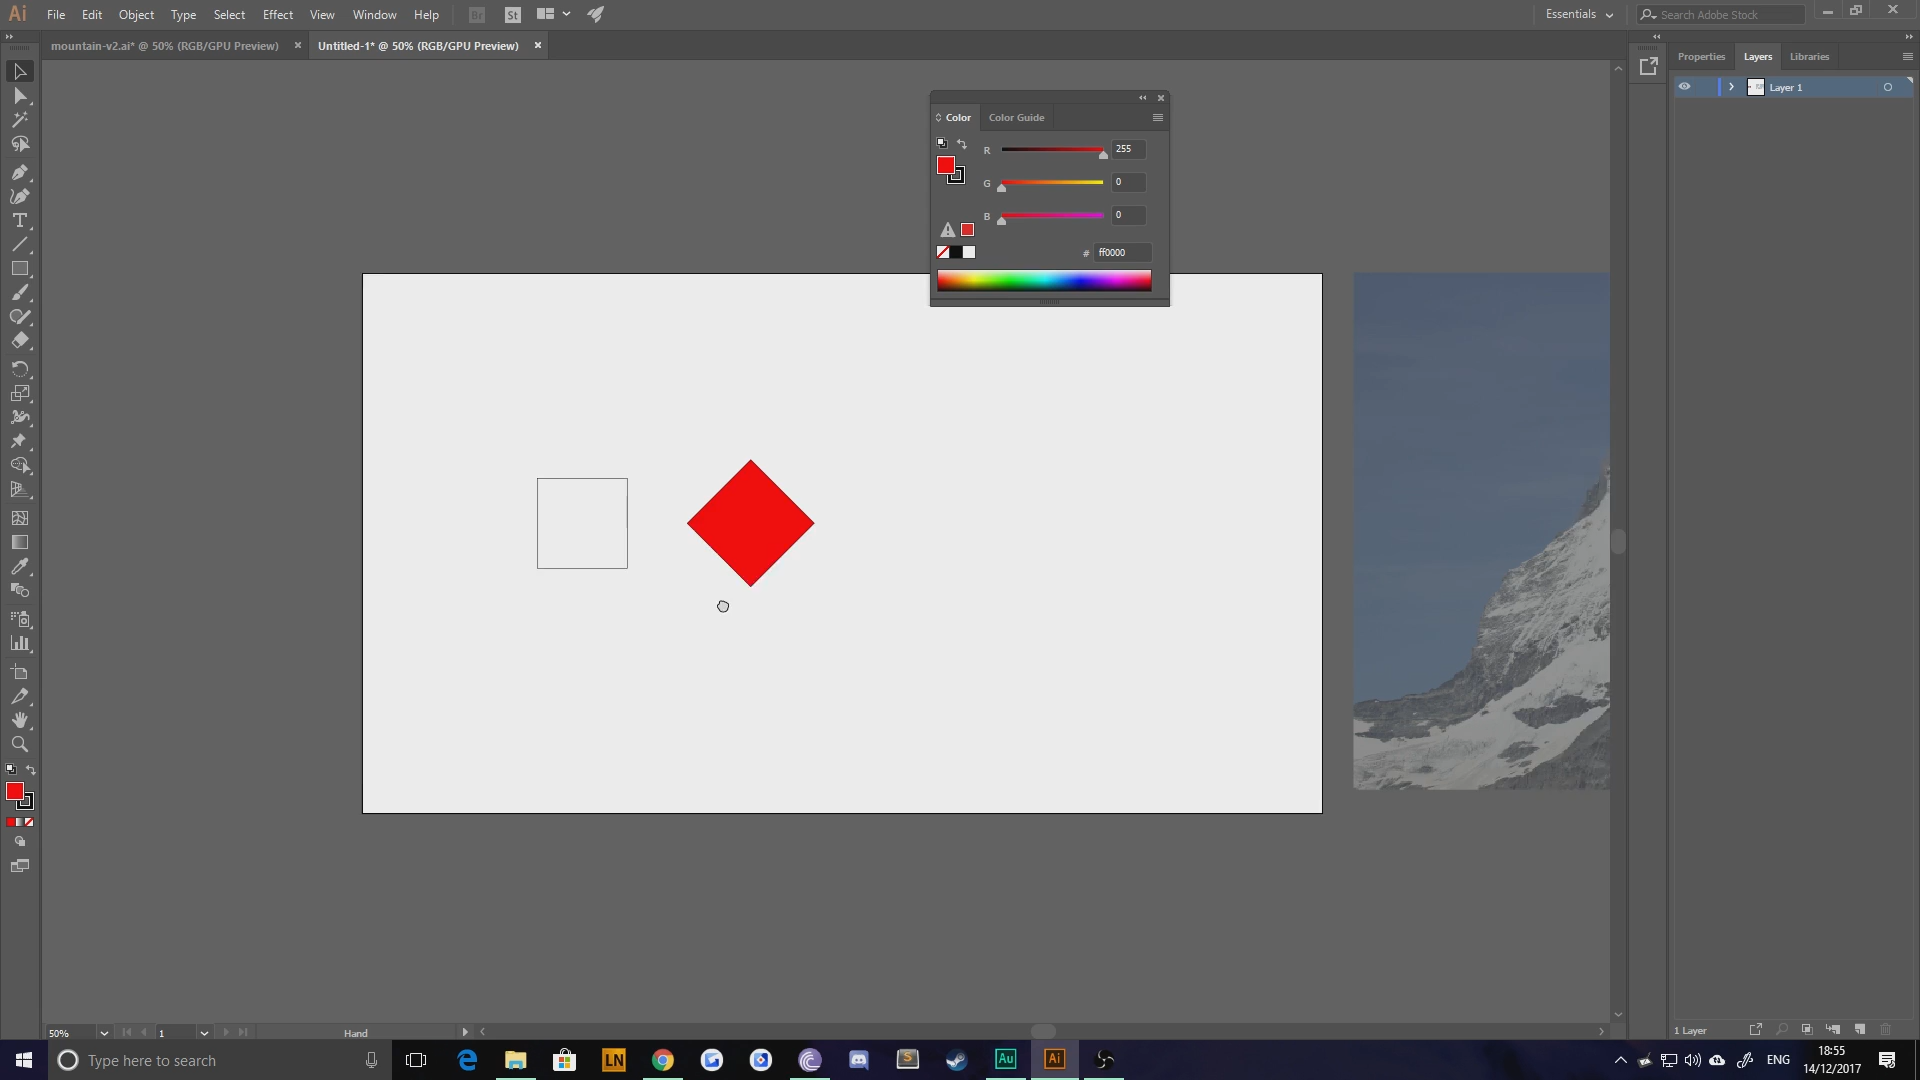 Ai File Edit Object Type Select Effect View Window Help Br St Essentials Search Adobe Stock
mountain-v2.ai* @ 50% (RGB/GPU Preview) Untitled-1* @ 50% (RGB/GPU Preview)
Properties Layers Libraries
Layer 1
Color Color Guide
R 255
G 0
B 0
# ff0000
50% 1 Hand
1 Layer
Type here to search LN S Au Ai ENG 18:55
14/12/2017